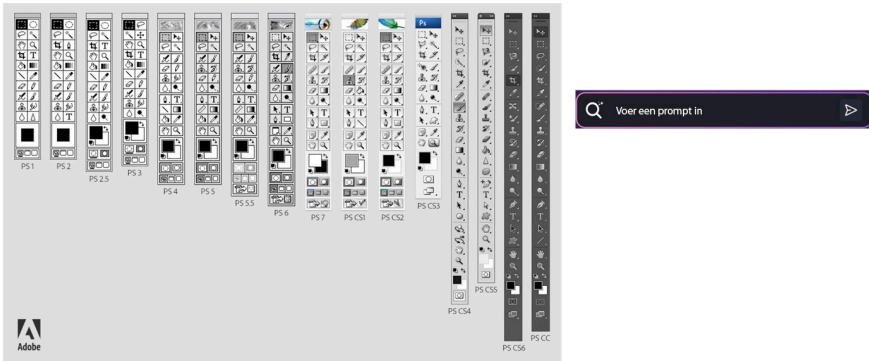 PS 1
PS 2
PS 2.5
PS 3
PS 4
PS 5
PS 5.5
PS 6
PS 7
PS CS1
PS CS2
PS CS3
PS CS4
PS CS5
PS CS6
PS CC
Ps
Adobe
Voer een prompt in